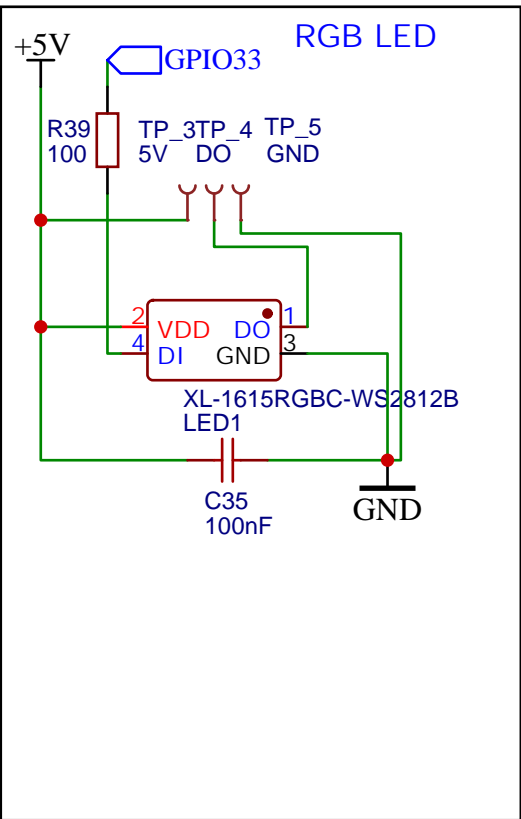 RGB LED
+5V
GPIO33
R39
100
TP_3
5V
TP_4
DO
TP_5
GND
2
VDD
DO
1
4
DI
GND
3
XL-1615RGBC-WS2812B
LED1
C35
100nF
GND